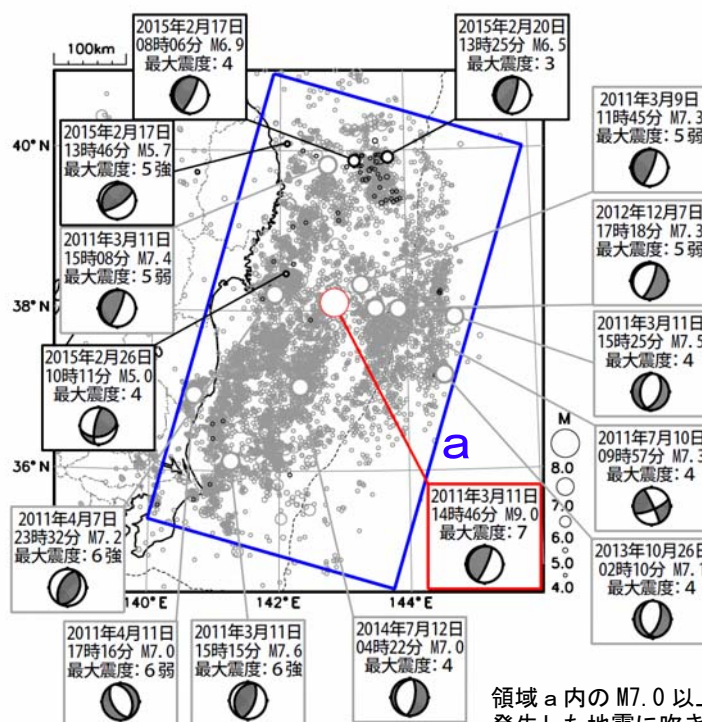 2015年2月17日
08時06分 M6.9
最大震度:4
2015年2月20日
13時25分 M6.5
最大震度:3
100km
2011年3月9日
11時45分 M7.3
最大震度:5弱
40°N
2015年2月17日
13時46分 M5.7
最大震度:5強
2012年12月7日
17時18分 M7.3
最大震度:5弱
2011年3月11日
15時08分 M7.4
最大震度:5弱
38°N
2011年3月11日
15時25分 M7.5
最大震度:4
2015年2月26日
10時11分 M5.0
最大震度:4
a
M
8.0
7.0
6.0
5.0
4.0
2011年7月10日
09時57分 M7.3
最大震度:4
36°N
2011年3月11日
14時46分 M9.0
最大震度:7
2011年4月7日
23時32分 M7.2
最大震度:6強
2013年10月26日
02時10分 M7.1
最大震度:4
140°E
142°E
144°E
2011年4月11日
17時16分 M7.0
最大震度:6弱
2011年3月11日
15時15分 M7.6
最大震度:6強
2014年7月12日
04時22分 M7.0
最大震度:4
領域a内のM7.0以上
発生した地震に吹き